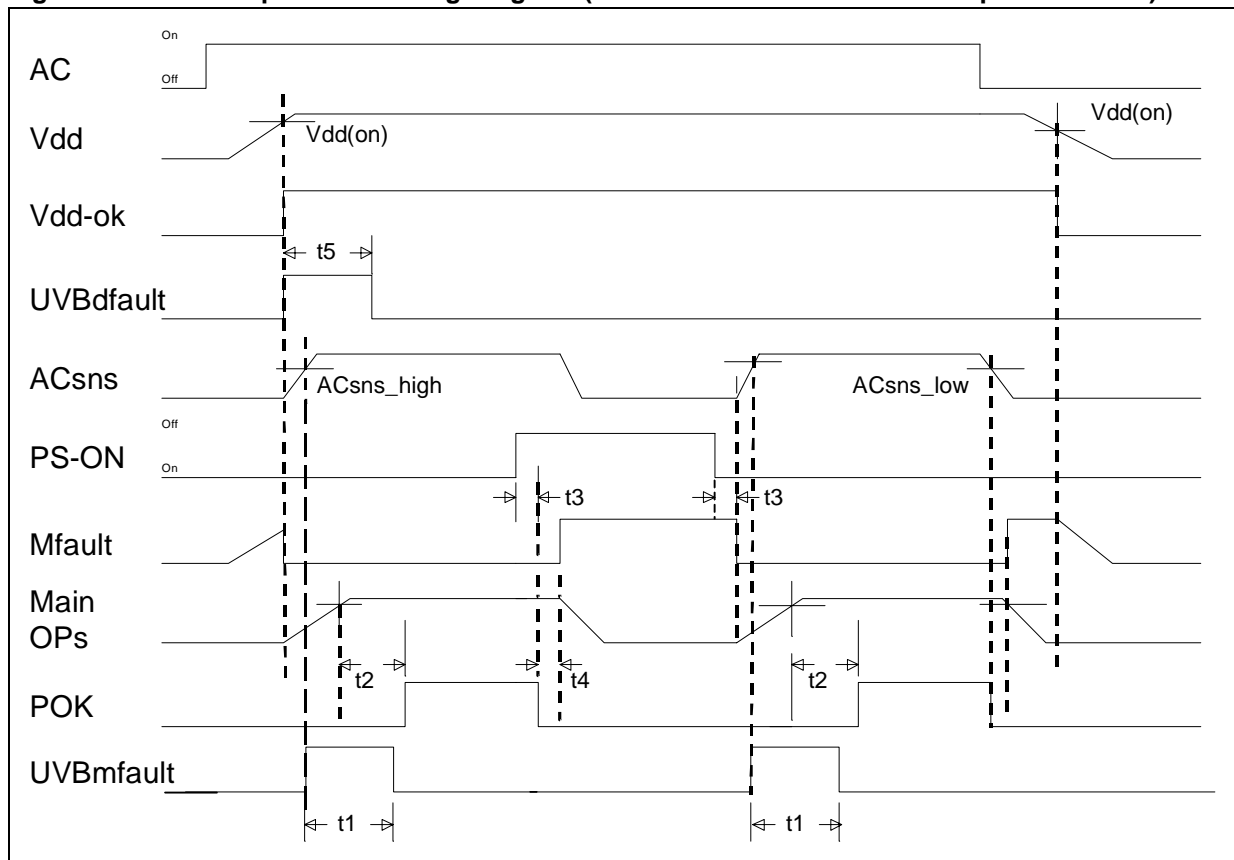 On
AC
Off
Vdd(on)
Vdd(on)
Vdd
Vdd-ok
t5
UVBdfault
ACsns
ACsns_high
ACsns_low
Off
PS-ON
On
t3
t3
Mfault
Main
OPs
t2
t4
t2
POK
UVBmfault
t1
t1